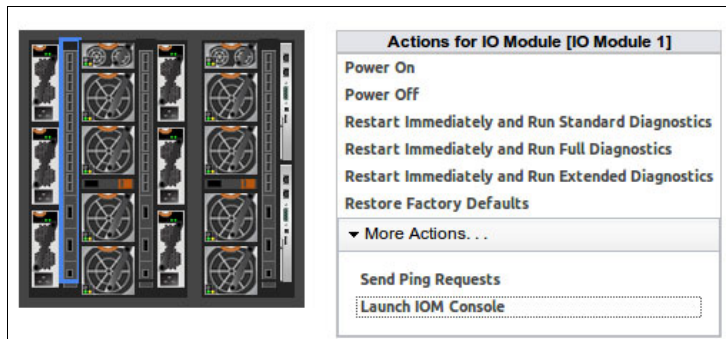 Actions for IO Module [IO Module 1]
Power On
Power Off
Restart Immediately and Run Standard Diagnostics
Restart Immediately and Run Full Diagnostics
Restart Immediately and Run Extended Diagnostics
Restore Factory Defaults
More Actions. . .
Send Ping Requests
Launch IOM Console